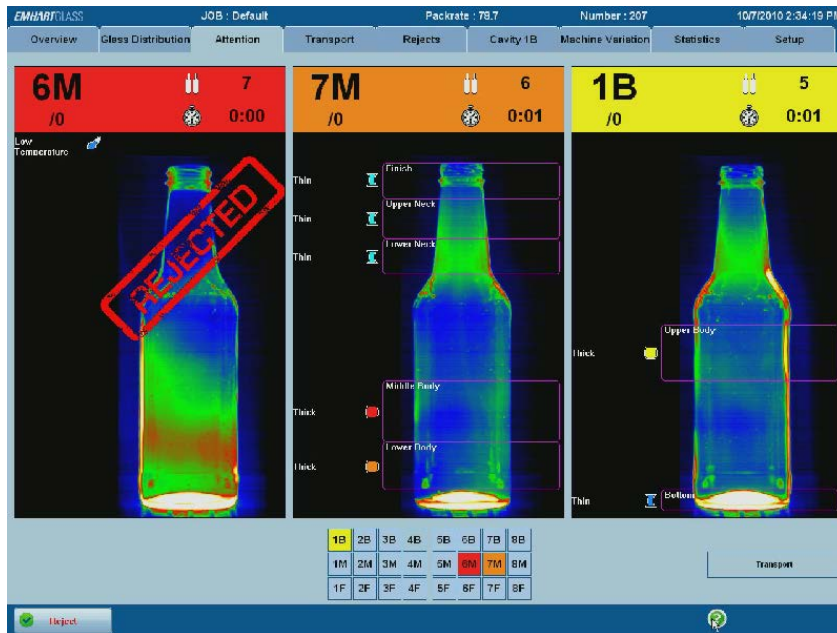 EMHARTGLASS JOB : Default Packrate : 78.7 Number : 207 10/7/2010 2:34:19 PM
Overview Glass Distribution Attention Transport Rejects Cavity 1B Machine Variation Statistics Setup
6M 7
/0 0:00
7M 6
/0 0:01
1B 5
/0 0:01
Low
Temperature
REJECTED
Finish
Thin
Upper Neck
Thin
Lower Neck
Thin
Middle Body
Thick
Lower Body
Thick
Upper Body
Thick
Bottom
Thin
1B 2B 3B 4B 5B 6B 7B 8B
1M 2M 3M 4M 5M 6M 7M 8M
1F 2F 3F 4F 5F 6F 7F 8F
Transport
Reject